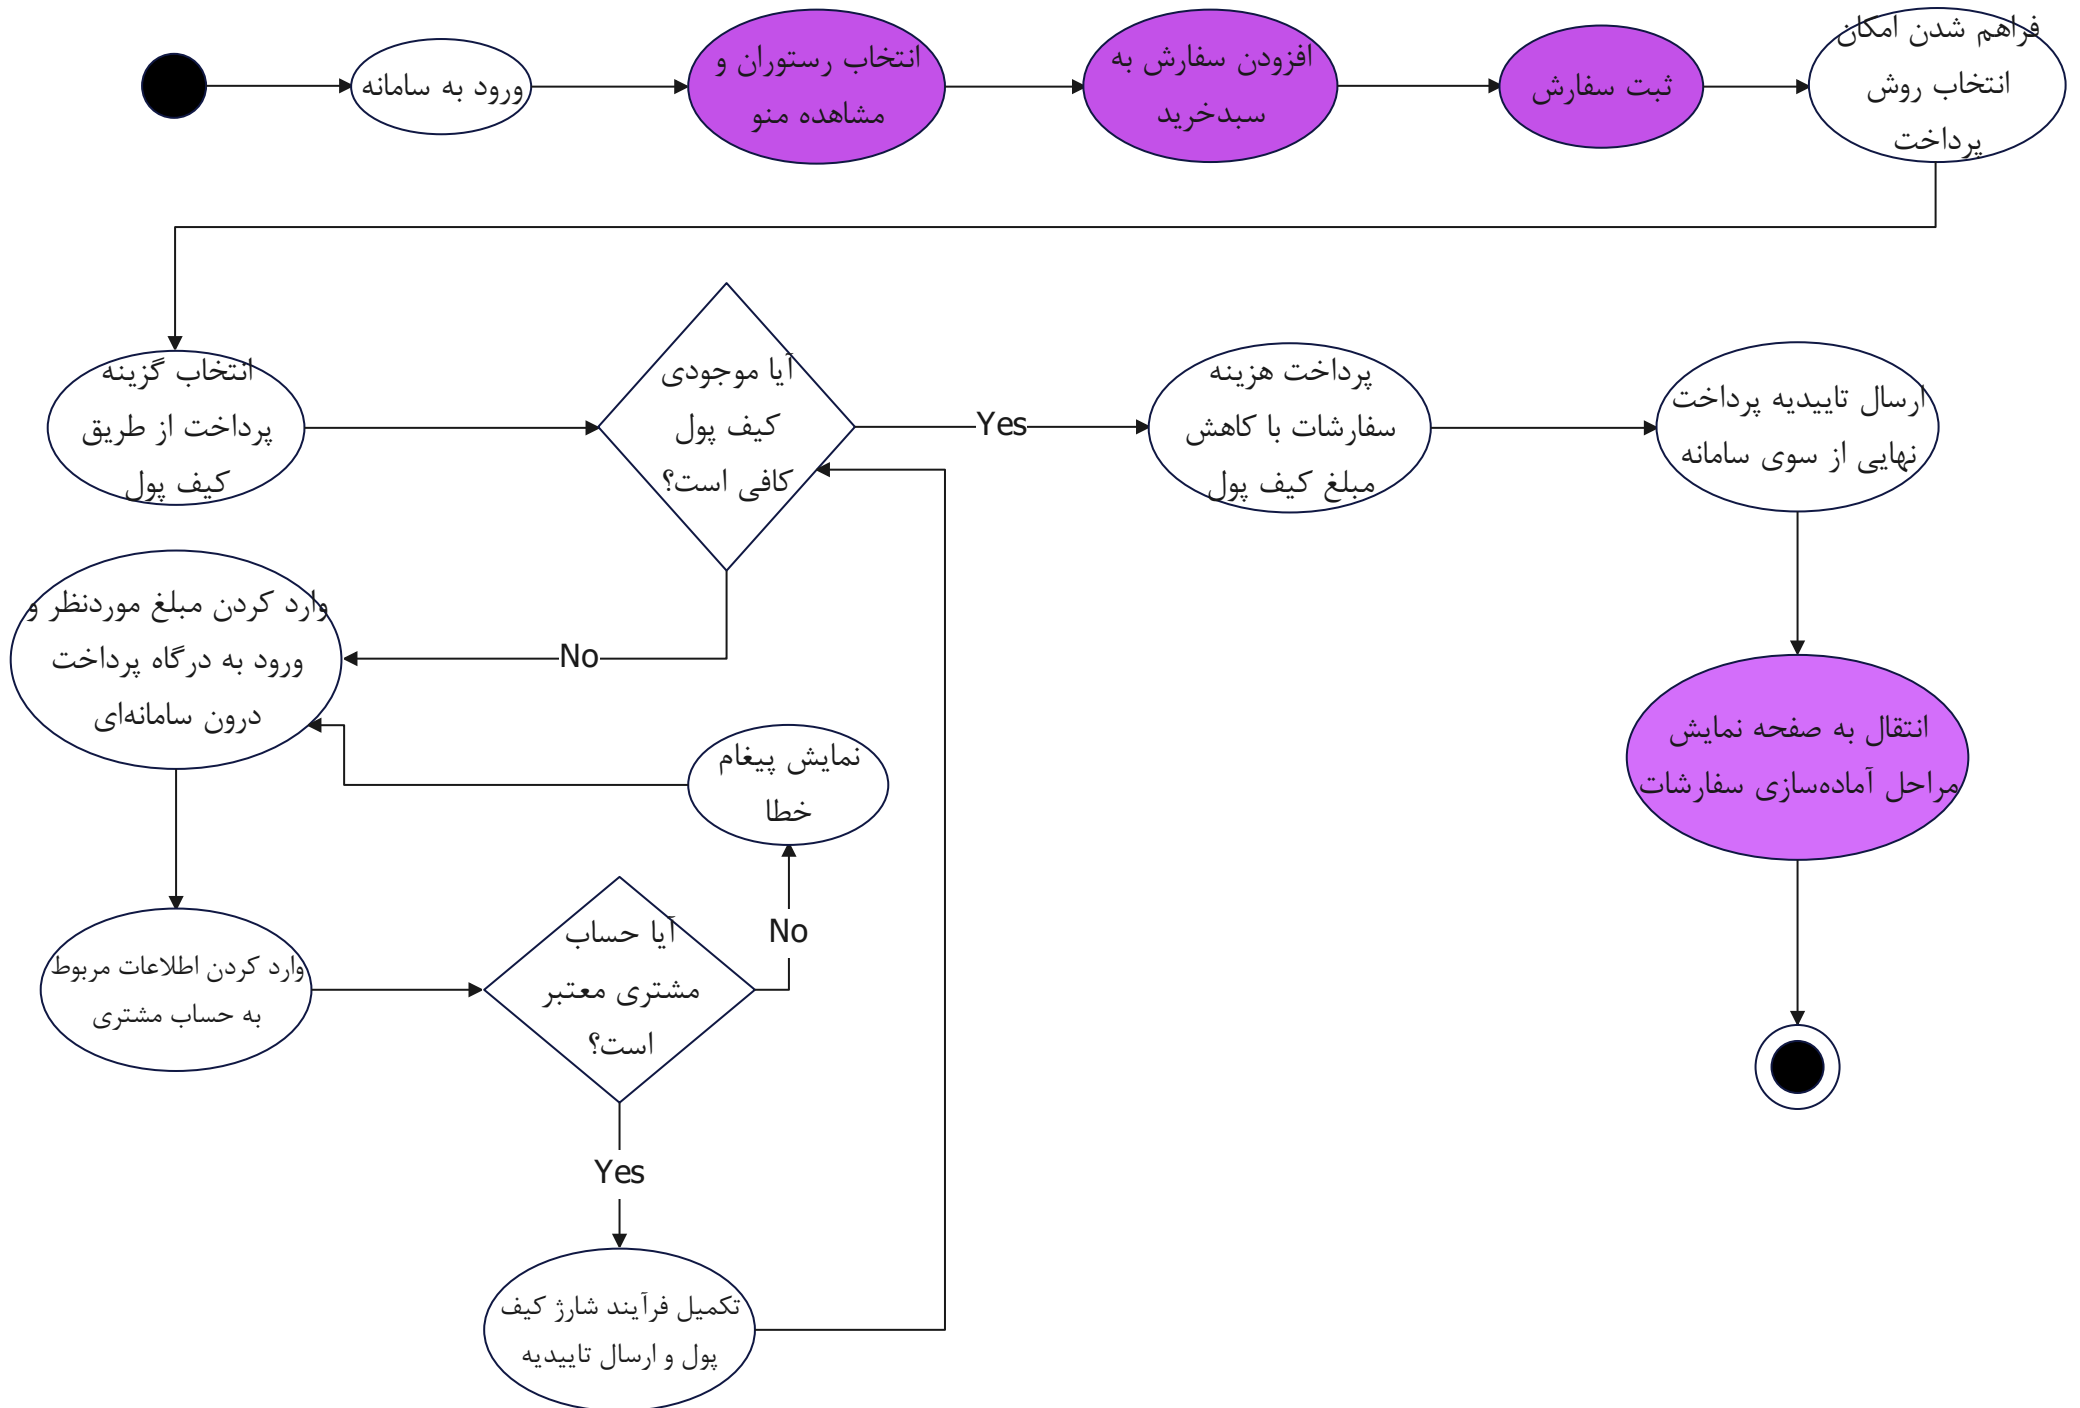 ورود به سامانه
انتخاب رستوران و
مشاهده منو
افزودن سفارش به
سبدخرید
ثبت سفارش
فراهم شدن امکان
انتخاب روش
پرداخت
انتخاب گزینه
پرداخت از طریق
کیف پول
آیا موجودی
کیف پول
کافی است؟
Yes
پرداخت هزینه
سفارشات با کاهش
مبلغ کیف پول
ارسال تاییدیه پرداخت
نهایی از سوی سامانه
No
وارد کردن مبلغ موردنظر و
ورود به درگاه پرداخت
درون سامانه‌ای
نمایش پیغام
خطا
انتقال به صفحه نمایش
مراحل آماده‌سازی سفارشات
وارد کردن اطلاعات مربوط
به حساب مشتری
آیا حساب
مشتری معتبر
است؟
No
Yes
تکمیل فرآیند شارژ کیف
پول و ارسال تاییدیه